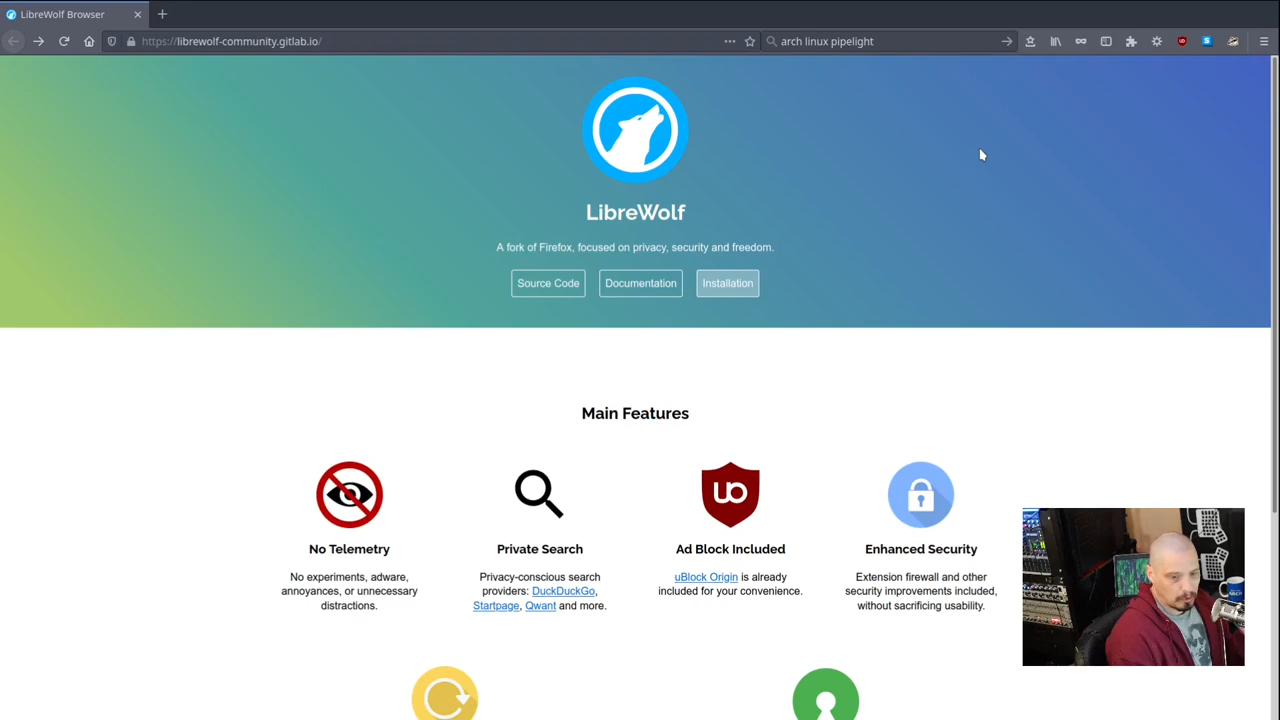 LibreWolf Browser
https://librewolf-community.gitlab.io/
arch linux pipelight
LibreWolf
A fork of Firefox, focused on privacy, security and freedom.
Source Code
Documentation
Installation
Main Features
uo
No Telemetry
No experiments, adware,
annoyances, or unnecessary
distractions.
Private Search
Privacy-conscious search
providers: DuckDuckGo,
Startpage, Qwant and more.
Ad Block Included
uBlock Origin is already
included for your convenience.
Enhanced Security
Extension firewall and other
security improvements included,
without sacrificing usability.